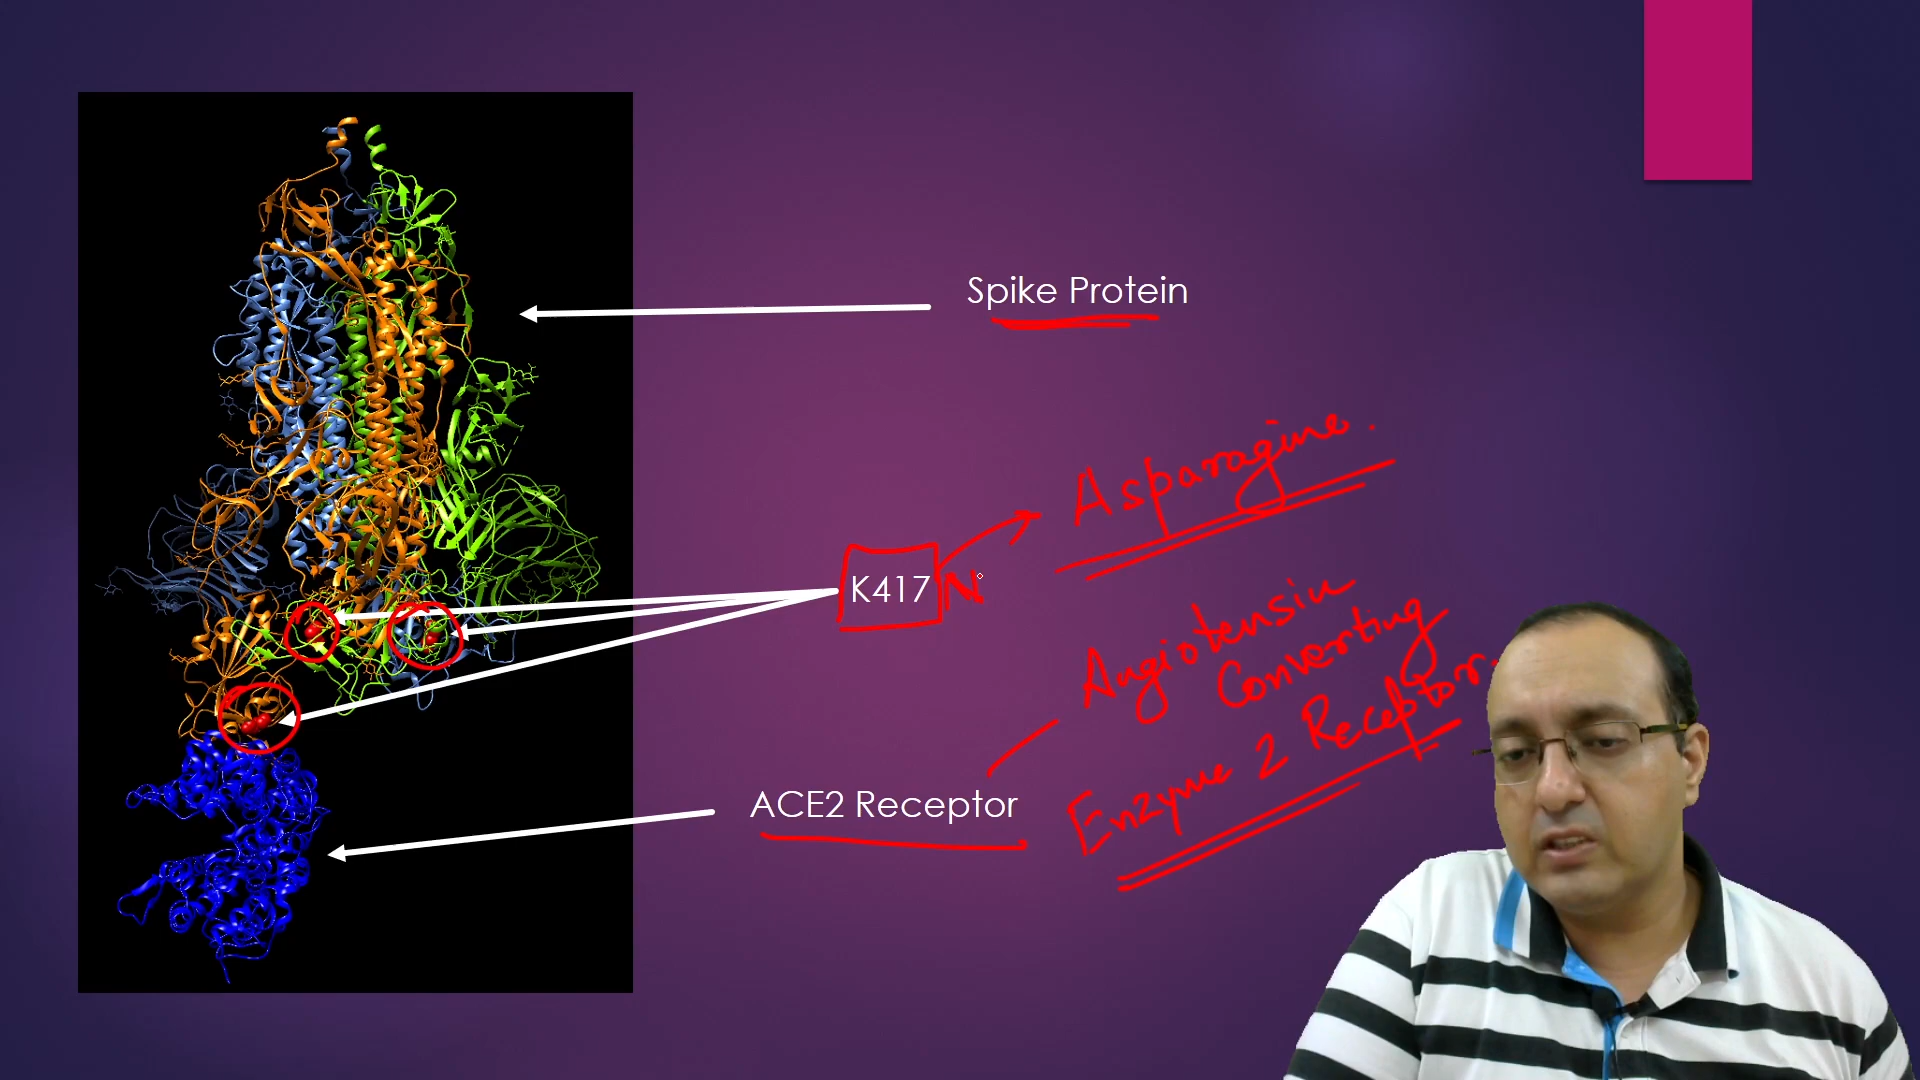 Spike Protein
Asparagine.
K417 N
Angiotensin
Converting
Enzyme 2 Receptor.
ACE2 Receptor